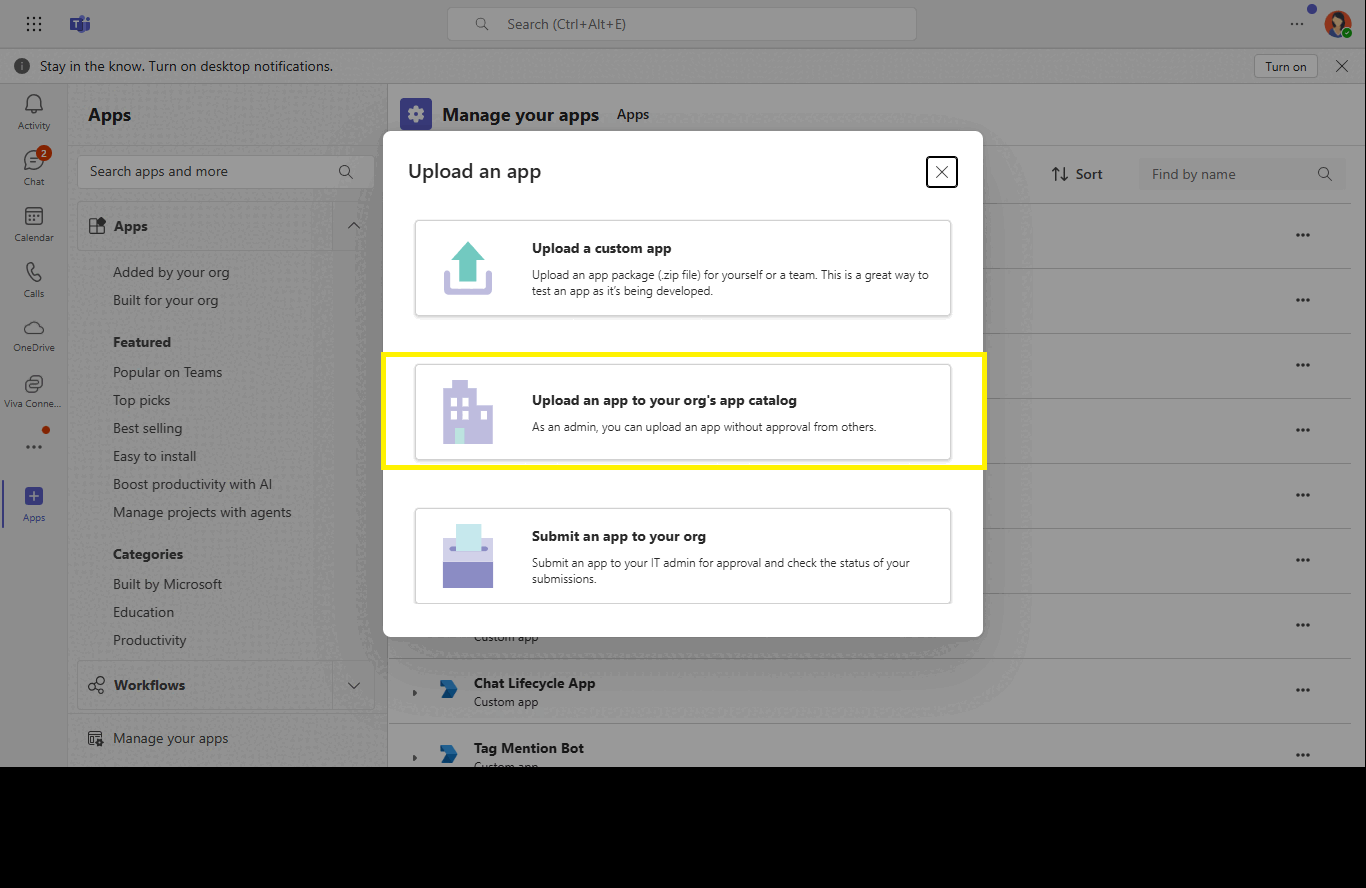 Search (Ctrl+Alt+E)
Stay in the know. Turn on desktop notifications.
Turn on
Activity
2
Chat
Calendar
Calls
OneDrive
Viva Conne...
Apps
Apps
Search apps and more
Apps
Added by your org
Built for your org
Featured
Popular on Teams
Top picks
Best selling
Easy to install
Boost productivity with AI
Manage projects with agents
Categories
Built by Microsoft
Education
Productivity
Workflows
Manage your apps
Manage your apps Apps
Sort
Find by name
Upload an app
Upload a custom app
Upload an app package (.zip file) for yourself or a team. This is a great way to
test an app as it's being developed.
Upload an app to your org's app catalog
As an admin, you can upload an app without approval from others.
Submit an app to your org
Submit an app to your IT admin for approval and check the status of your
submissions.
Custom app
Chat Lifecycle App
Custom app
Tag Mention Bot
Custom app